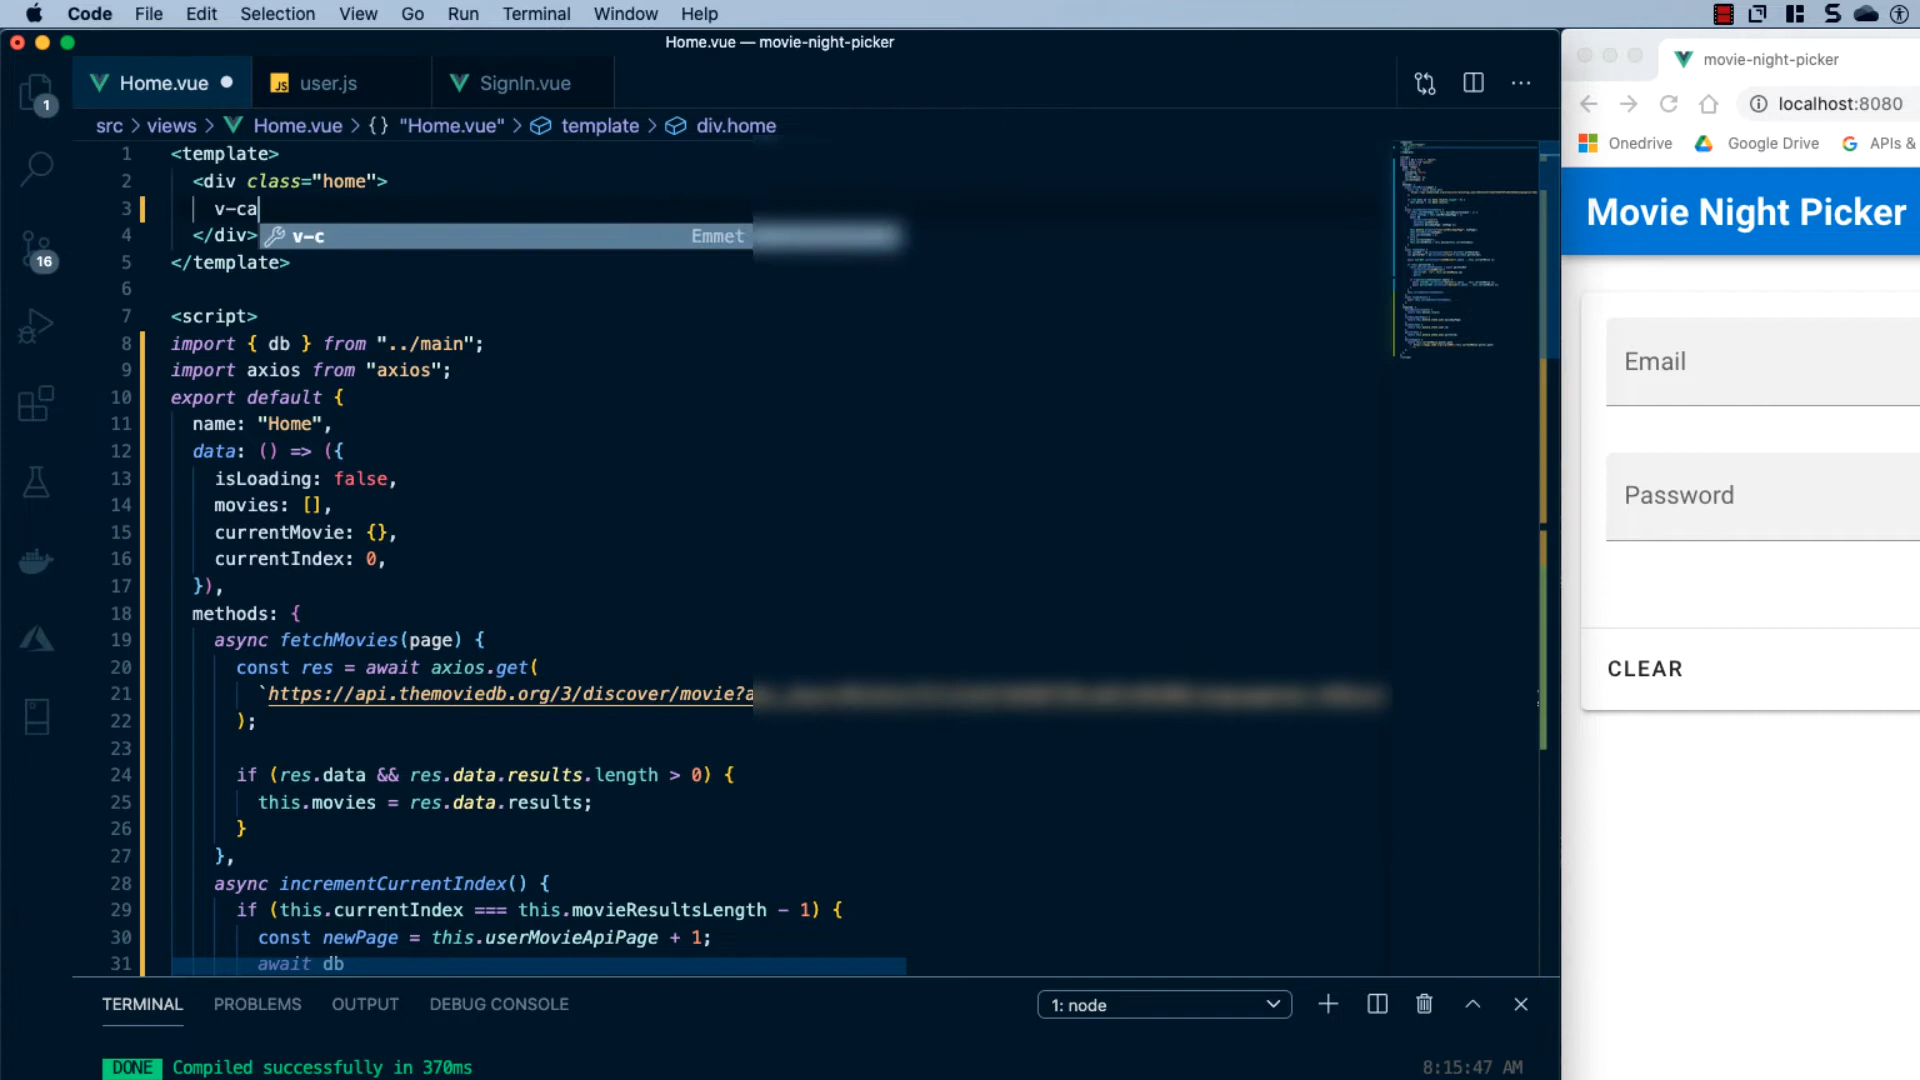 Code File Edit Selection View Go Run Terminal Window Help
Home.vue — movie-night-picker
Home.vue
JS user.js
SignIn.vue
src > views > Home.vue > {} "Home.vue" > template > div.home
1 <template>
2 <div class="home">
3 v-ca
4 </div>
v-c Emmet
5 </template>
6
7 <script>
8 import { db } from "../main";
9 import axios from "axios";
10 export default {
11 name: "Home",
12 data: () => ({
13 isLoading: false,
14 movies: [],
15 currentMovie: {},
16 currentIndex: 0,
17 }),
18 methods: {
19 async fetchMovies(page) {
20 const res = await axios.get(
21 `https://api.themoviedb.org/3/discover/movie?a
22 );
23
24 if (res.data && res.data.results.length > 0) {
25 this.movies = res.data.results;
26 }
27 },
28 async incrementCurrentIndex() {
29 if (this.currentIndex === this.movieResultsLength - 1) {
30 const newPage = this.userMovieApiPage + 1;
31 await db
1
16
TERMINAL PROBLEMS OUTPUT DEBUG CONSOLE
1: node
DONE Compiled successfully in 370ms
8:15:47 AM
movie-night-picker
localhost:8080
Onedrive
Google Drive
APIs &
Movie Night Picker
Email
Password
CLEAR